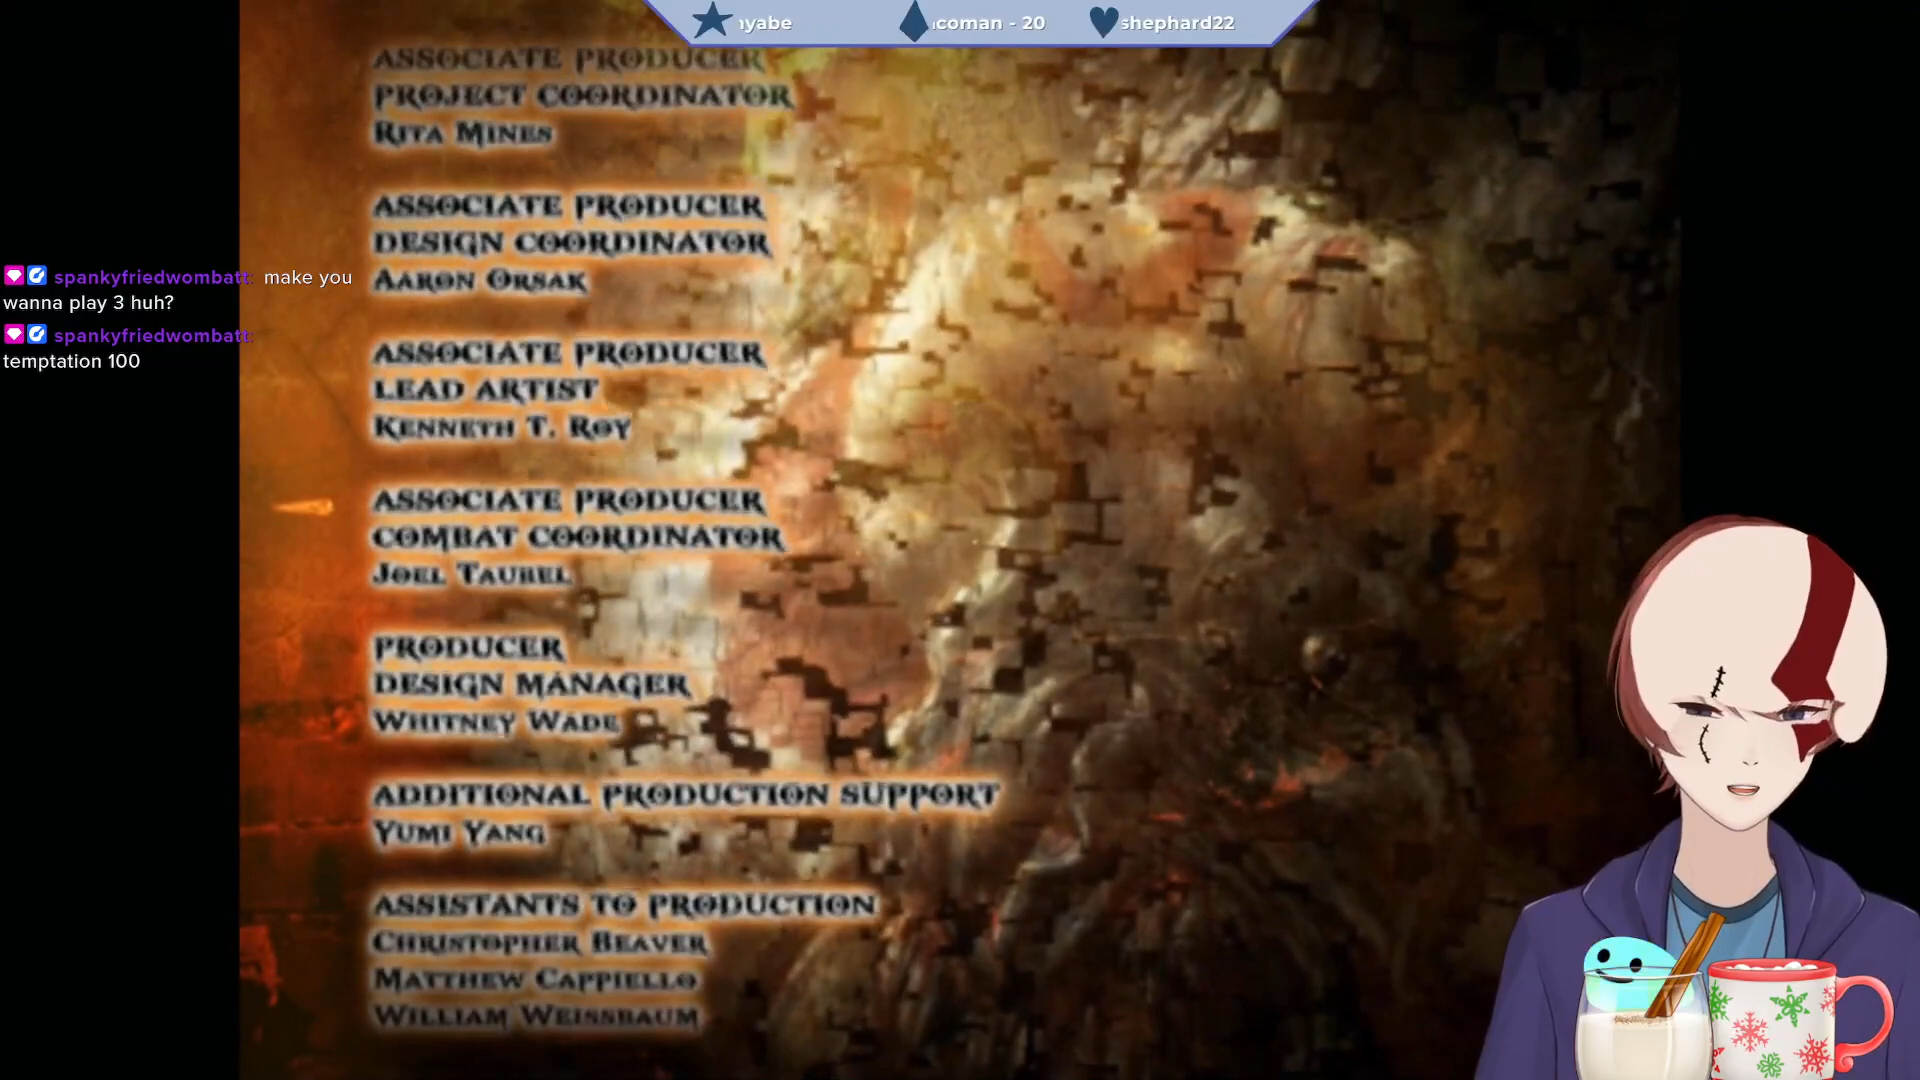 yabe
coman - 20
shephard22
ASSOCIATE PRODUCER
PROJECT COORDINATOR
RITA MINES
ASSOCIATE PRODUCER
DESIGN COORDINATOR
AARON ORSAK
ASSOCIATE PRODUCER
LEAD ARTIST
KENNETH T. ROY
ASSOCIATE PRODUCER
COMBAT COORDINATOR
JOEL TAUBEL
PRODUCER
DESIGN MANAGER
WHITNEY WADE
ADDITIONAL PRODUCTION SUPPORT
YUMI YANG
ASSISTANTS TO PRODUCTION
CHRISTOPHER BEAVER
MATTHEW CAPPIELLO
WILLIAM WEISSBAUM
spankyfriedwombatt: make you
wanna play 3 huh?
spankyfriedwombatt:
temptation 100